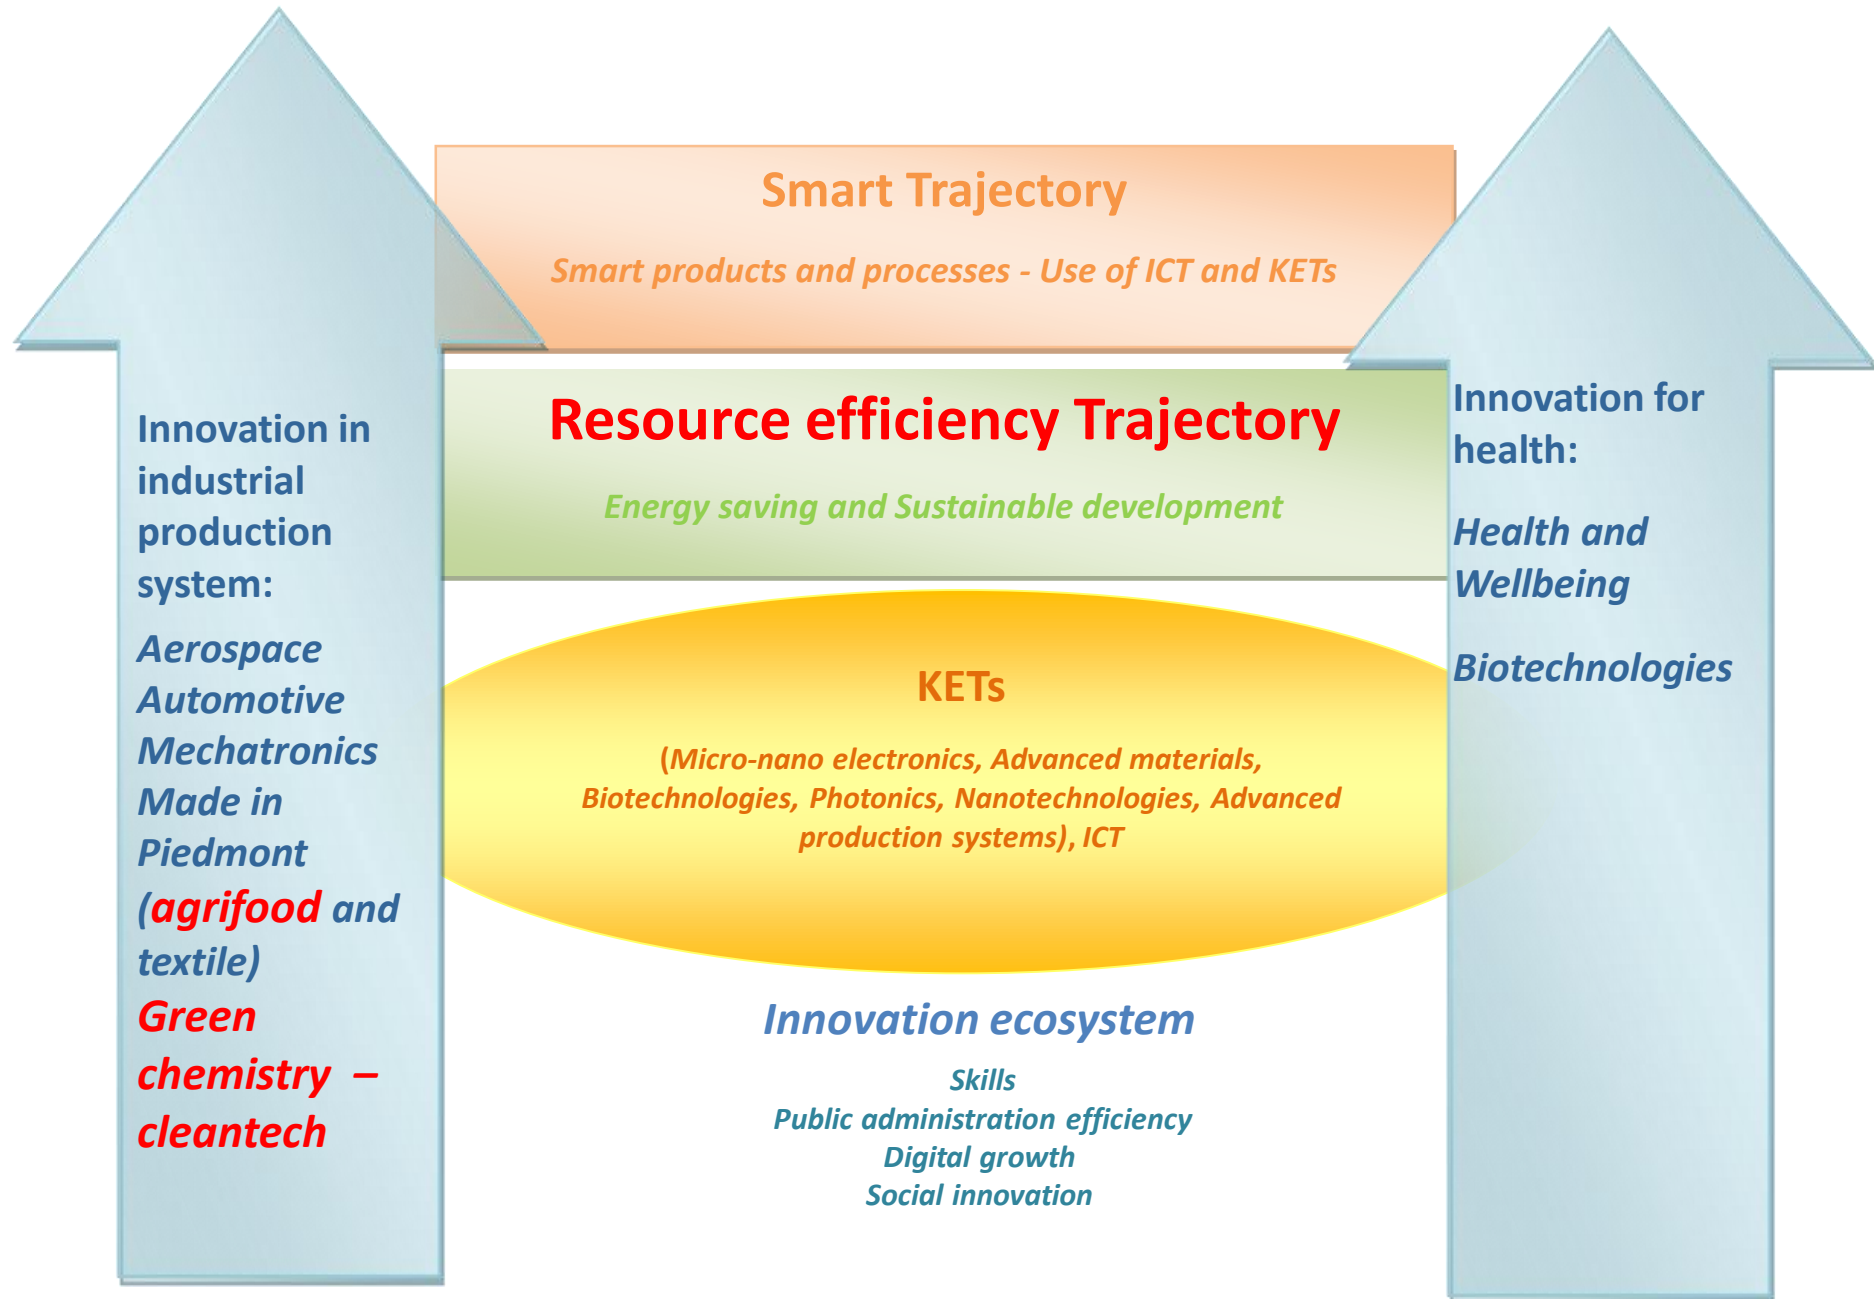 Smart Trajectory
Smart products and processes - Use of ICT and KETs
Resource efficiency Trajectory
Energy saving and Sustainable development
Innovation in
industrial
production
system:
Aerospace
Automotive
Mechatronics
Made in
Piedmont
(agrifood and
textile)
Green
chemistry –
cleantech
KETs
(Micro-nano electronics, Advanced materials,
Biotechnologies, Photonics, Nanotechnologies, Advanced
production systems), ICT
Innovation ecosystem
Skills
Public administration efficiency
Digital growth
Social innovation
Innovation for
health:
Health and
Wellbeing
Biotechnologies